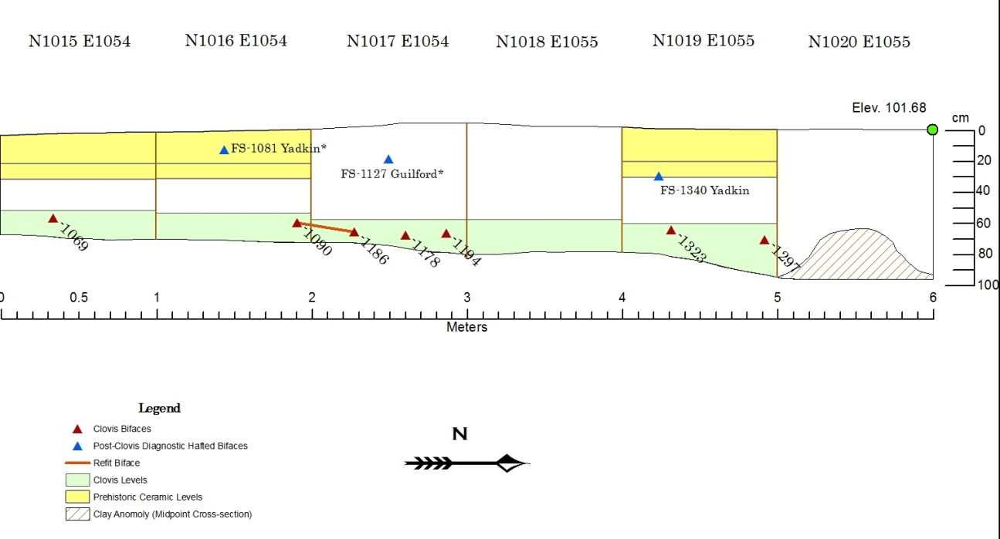 N1015 E1054 N1016 E1054 N1017 E1054 N1018 E1055 N1019 E1055 N1020 E1055
Elev. 101.68
cm
0
FS-1081 Yadkin*
20
FS-1127 Guilford*
FS-1340 Yadkin
40
60
-1069 -1090 -1186 -1178 -1194 -1323 -1297
80
100
0 0.5 1 2 3 4 5 6
Meters
Legend
Clovis Bifaces
N
Post-Clovis Diagnostic Hafted Bifaces
Refit Biface
Clovis Levels
Prehistoric Ceramic Levels
Clay Anomoly (Midpoint Cross-section)